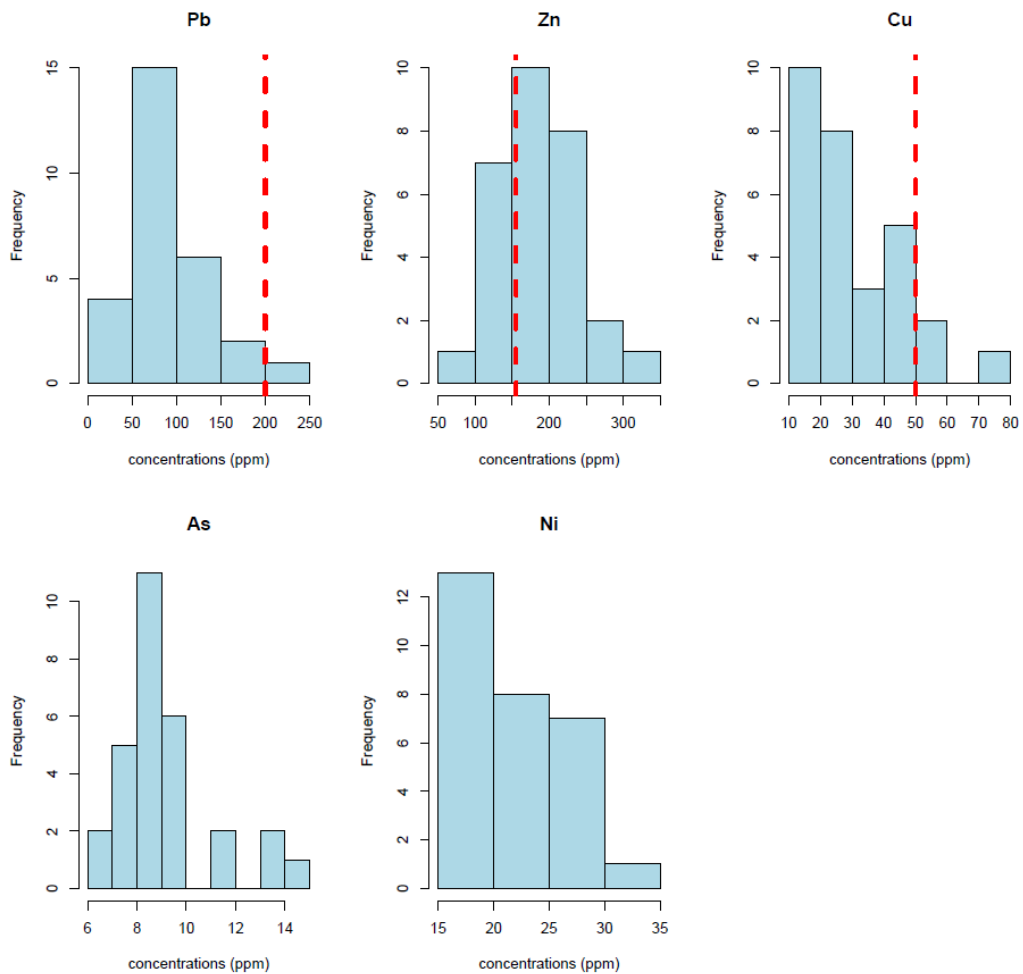 Pb
Frequency
0 5 10 15
0 50 100 150 200 250
concentrations (ppm)
Zn
Frequency
0 2 4 6 8 10
50 100 200 300
concentrations (ppm)
Cu
Frequency
0 2 4 6 8 10
10 20 30 40 50 60 70 80
concentrations (ppm)
As
Frequency
0 2 4 6 8 10
6 8 10 12 14
concentrations (ppm)
Ni
Frequency
0 2 4 6 8 10 12
15 20 25 30 35
concentrations (ppm)